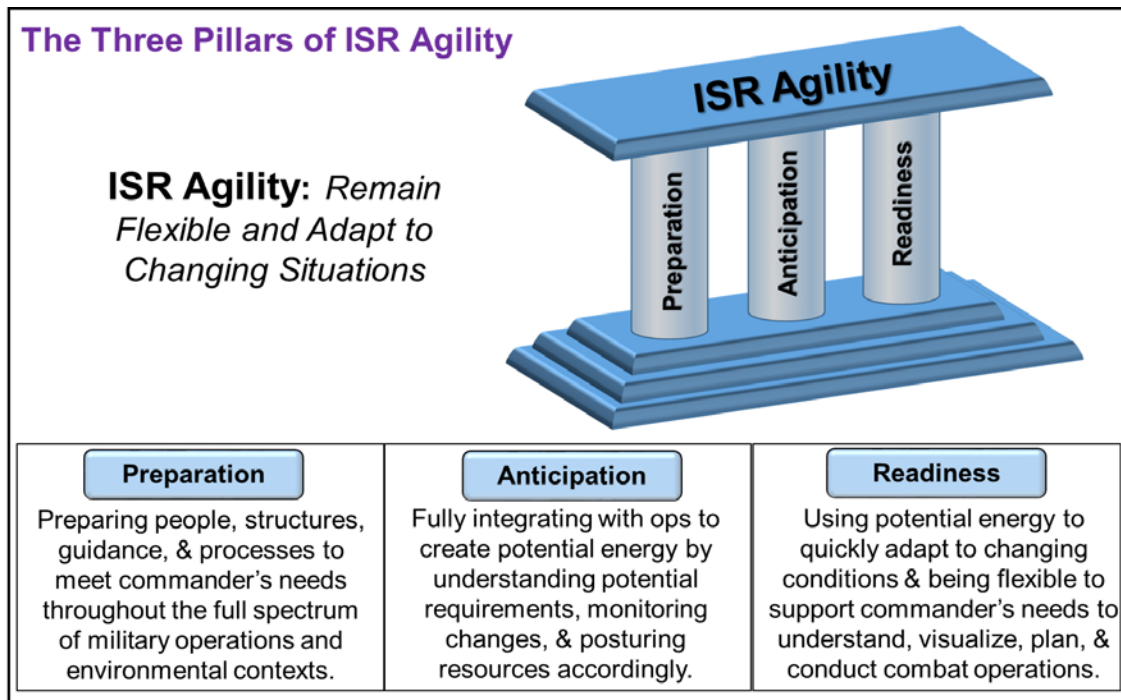 The Three Pillars of ISR Agility
ISR Agility
Preparation
Anticipation
Readiness
ISR Agility: Remain
Flexible and Adapt to
Changing Situations
Preparation
Preparing people, structures,
guidance, & processes to
meet commander's needs
throughout the full spectrum
of military operations and
environmental contexts.
Anticipation
Fully integrating with ops to
create potential energy by
understanding potential
requirements, monitoring
changes, & posturing
resources accordingly.
Readiness
Using potential energy to
quickly adapt to changing
conditions & being flexible to
support commander's needs to
understand, visualize, plan, &
conduct combat operations.